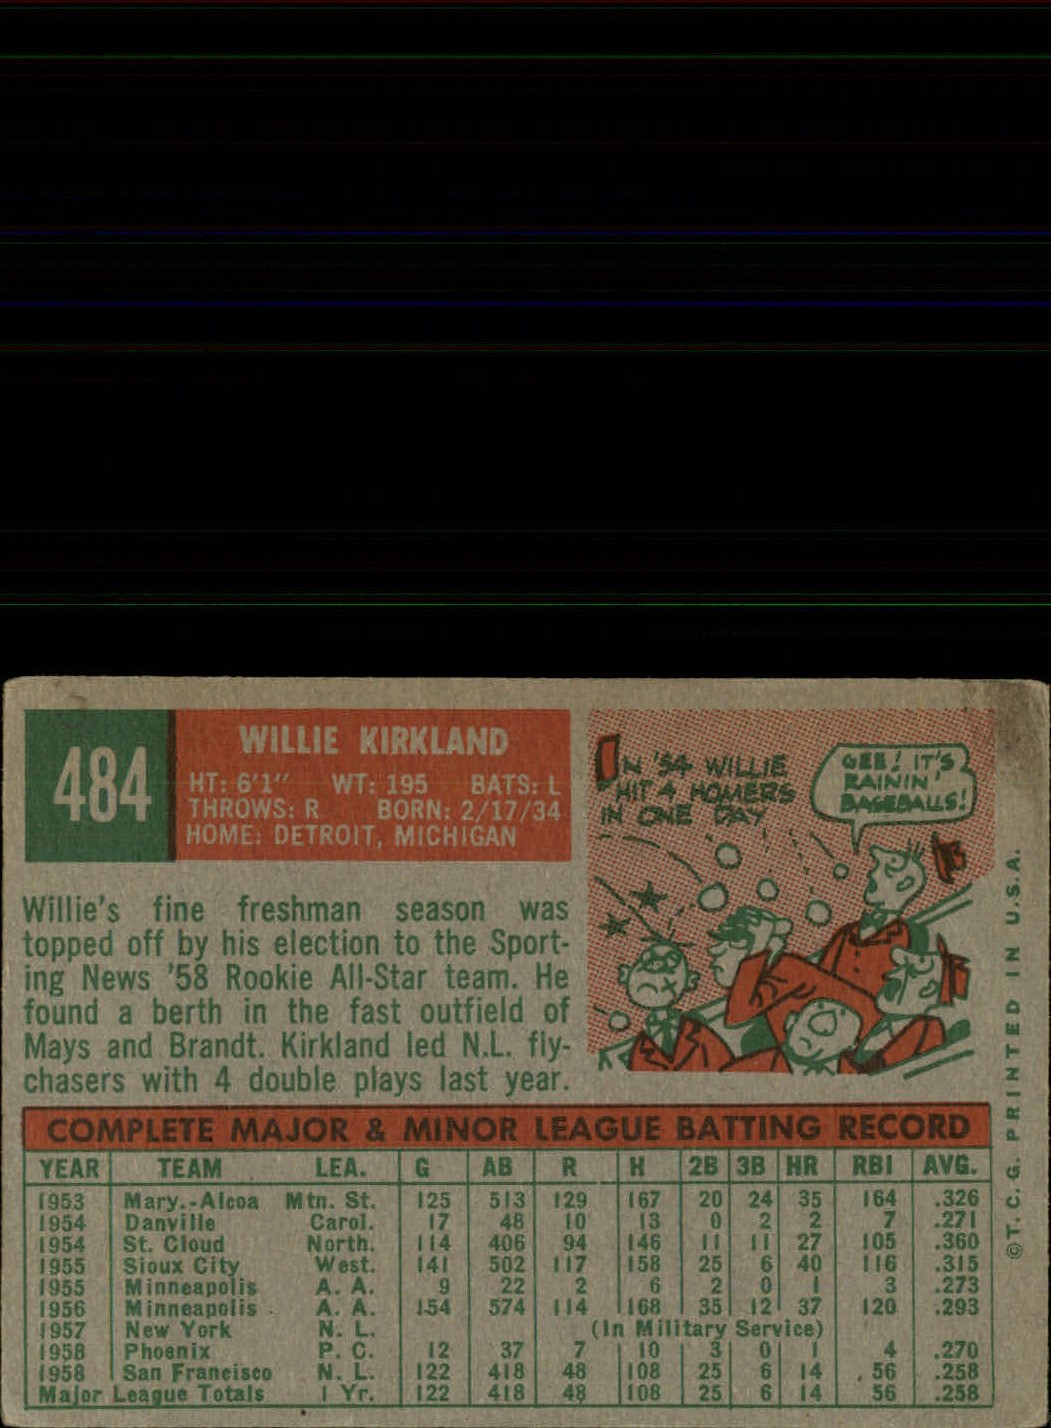 484
WILLIE KIRKLAND
HT: 6'1" WT: 195 BATS: L
THROWS: R BORN: 2/17/34
HOME: DETROIT, MICHIGAN
IN '54 WILLIE
HIT 4 HOMERS
IN ONE DAY
GEE! IT'S
RAININ'
BASEBALLS!
Willie's fine freshman season was
topped off by his election to the Sport-
ing News '58 Rookie All-Star team. He
found a berth in the fast outfield of
Mays and Brandt. Kirkland led N.L. fly-
chasers with 4 double plays last year.
COMPLETE MAJOR & MINOR LEAGUE BATTING RECORD
YEAR TEAM LEA. G AB R H 2B 3B HR RBI AVG.
1953 Mary.-Alcoa Mtn. St. 125 513 129 167 20 24 35 164 .326
1954 Danville Carol. 17 48 10 13 0 2 2 7 .271
1954 St. Cloud North. 114 406 94 146 11 11 27 105 .360
1955 Sioux City West. 141 502 117 158 25 6 40 116 .315
1955 Minneapolis A. A. 9 22 2 6 2 0 1 3 .273
1956 Minneapolis A. A. 154 574 114 168 35 12 37 120 .293
1957 New York N. L. (In Military Service)
1958 Phoenix P. C. 12 37 7 10 3 0 1 4 .270
1958 San Francisco N. L. 122 418 48 108 25 6 14 56 .258
Major League Totals 1 Yr. 122 418 48 108 25 6 14 56 .258
©T. C. G. PRINTED IN U.S.A.